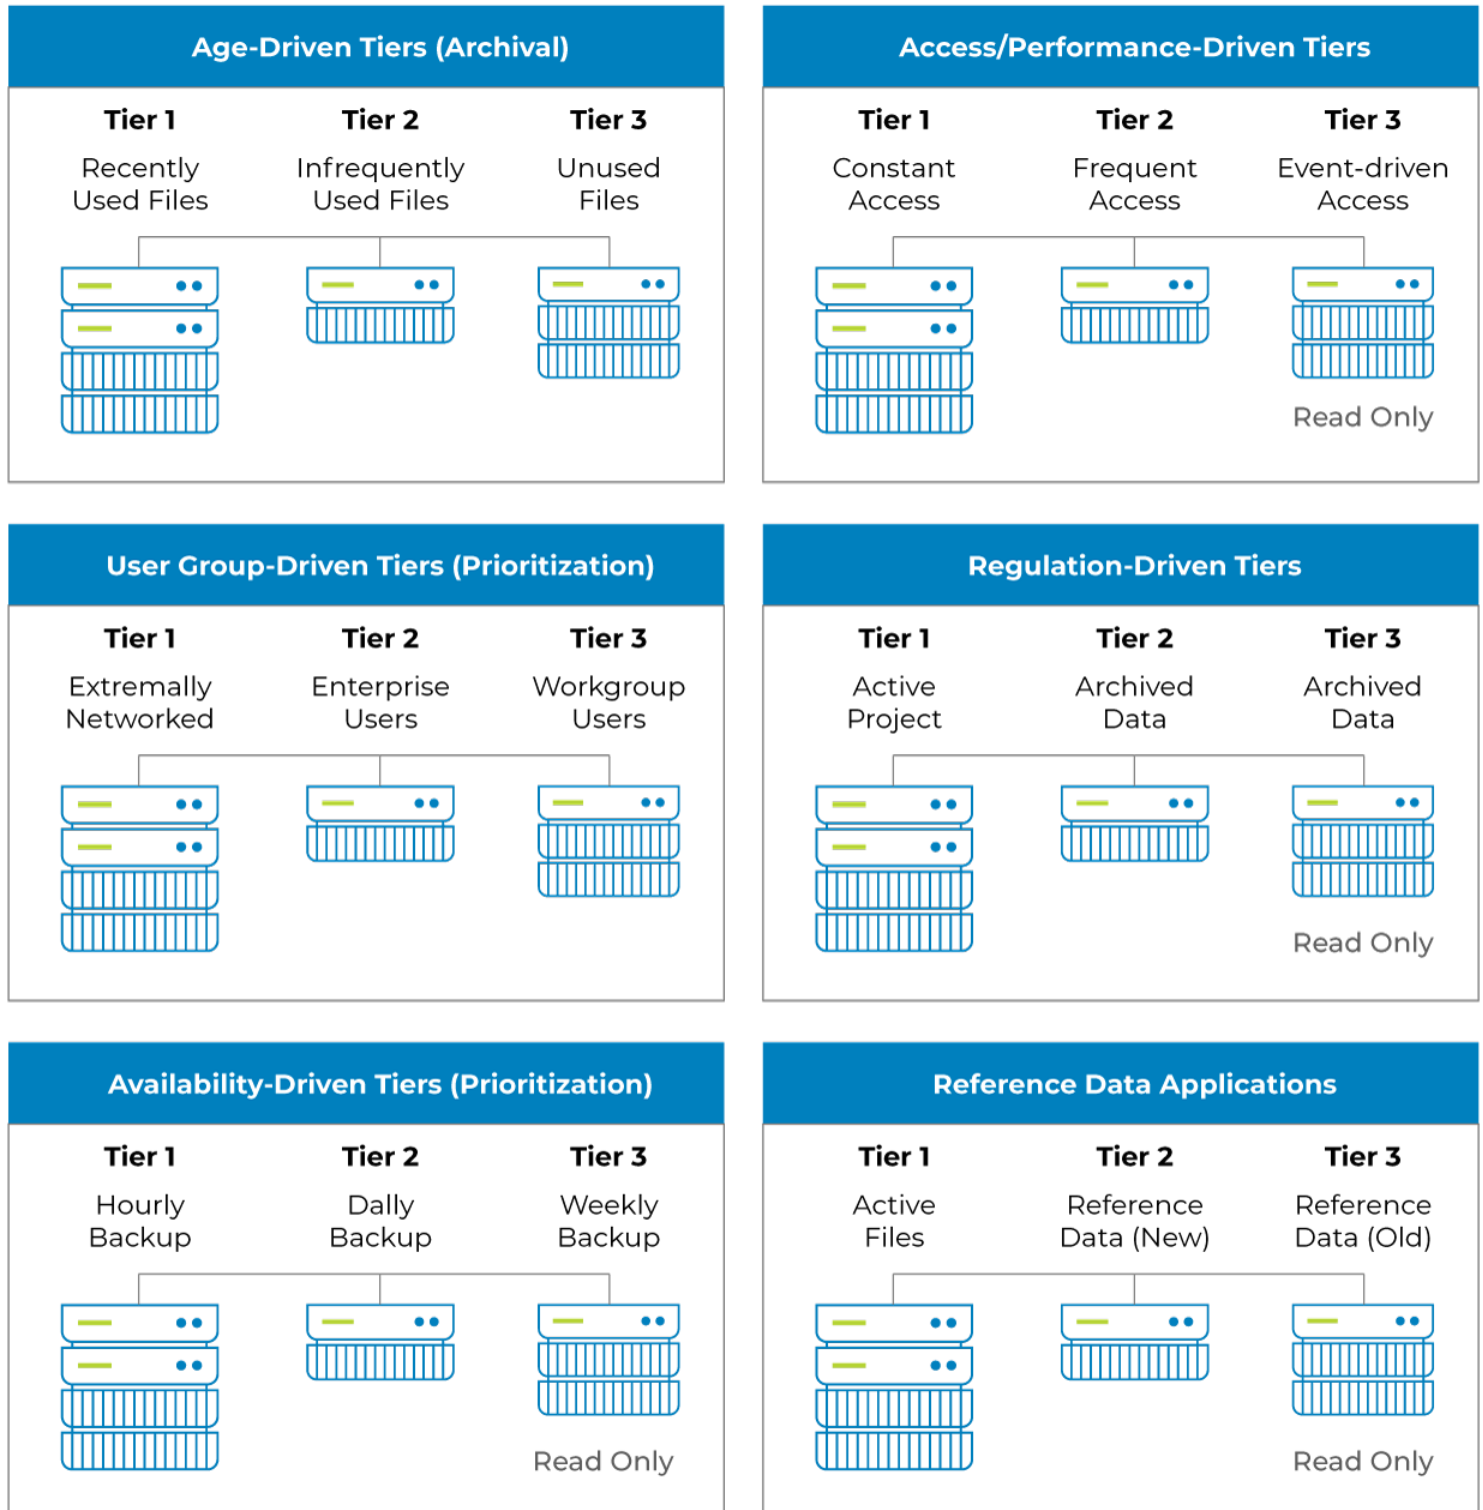 Age-Driven Tiers (Archival)
Tier 1
Recently
Used Files
Tier 2
Infrequently
Used Files
Tier 3
Unused
Files
Access/Performance-Driven Tiers
Tier 1
Constant
Access
Tier 2
Frequent
Access
Tier 3
Event-driven
Access
Read Only
User Group-Driven Tiers (Prioritization)
Tier 1
Extremally
Networked
Tier 2
Enterprise
Users
Tier 3
Workgroup
Users
Regulation-Driven Tiers
Tier 1
Active
Project
Tier 2
Archived
Data
Tier 3
Archived
Data
Read Only
Availability-Driven Tiers (Prioritization)
Tier 1
Hourly
Backup
Tier 2
Dally
Backup
Tier 3
Weekly
Backup
Read Only
Reference Data Applications
Tier 1
Active
Files
Tier 2
Reference
Data (New)
Tier 3
Reference
Data (Old)
Read Only